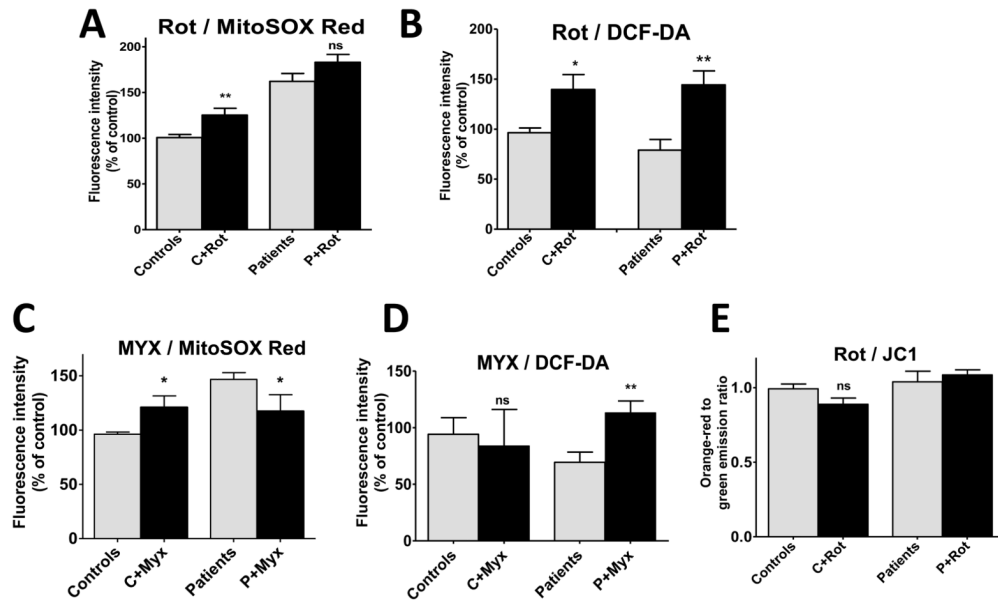 A
Rot / MitoSOX Red
Fluorescence intensity
(% of control)
200
150
100
50
0
**
ns
Controls
C+Rot
Patients
P+Rot
B
Rot / DCF-DA
Fluorescence intensity
(% of control)
200
150
100
50
0
*
**
Controls
C+Rot
Patients
P+Rot
C
MYX / MitoSOX Red
Fluorescence intensity
(% of control)
150
100
50
0
*
*
Controls
C+Myx
Patients
P+Myx
D
MYX / DCF-DA
Fluorescence intensity
(% of control)
150
100
50
0
ns
**
Controls
C+Myx
Patients
P+Myx
E
Rot / JC1
Orange-red to
green emission ratio
1.0
0.5
0.0
ns
Controls
C+Rot
Patients
P+Rot